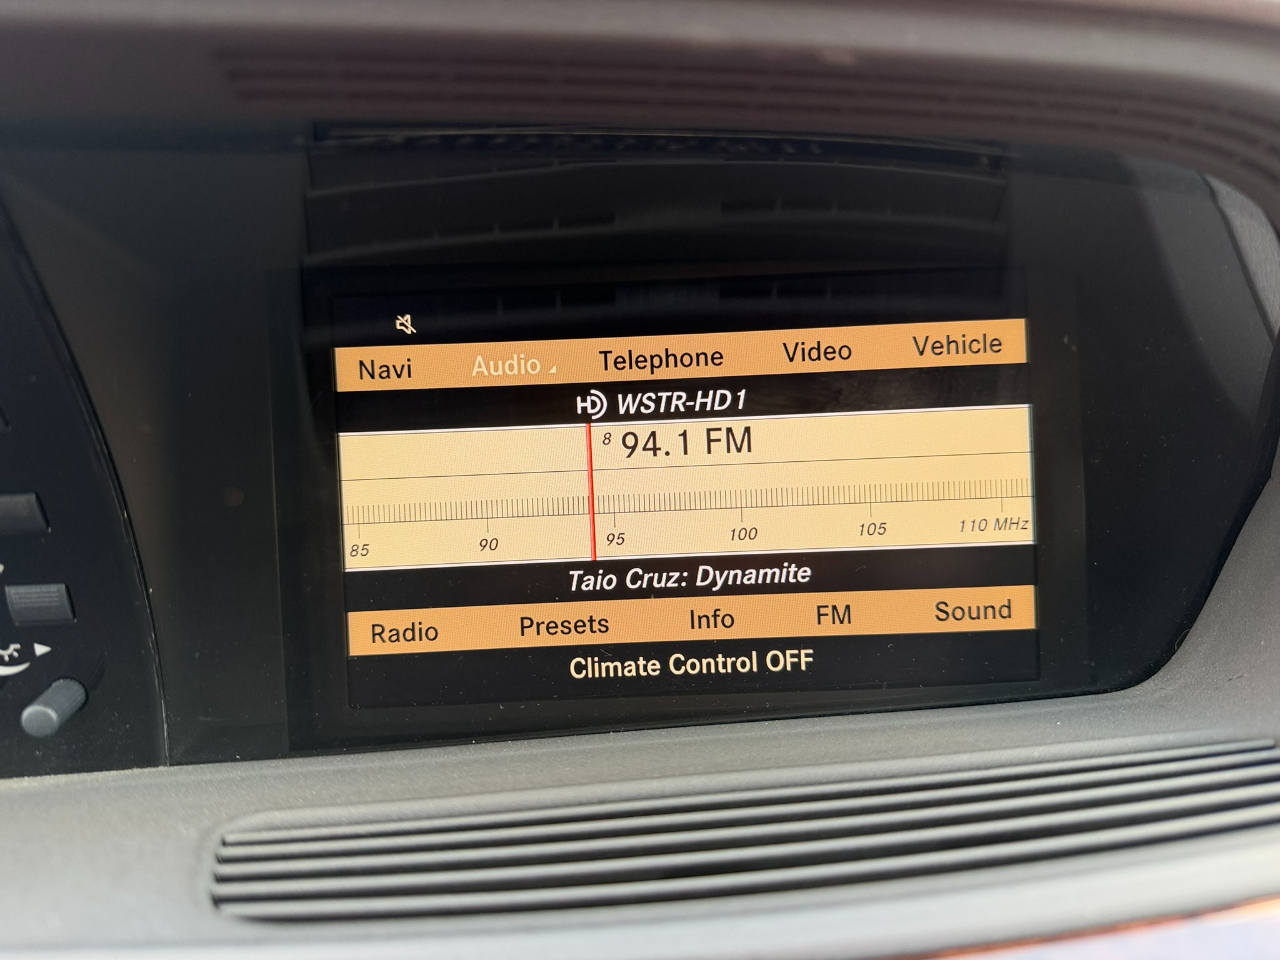 Navi Audio Telephone Video Vehicle
HD WSTR-HD1
8 94.1 FM
85 90 95 100 105 110 MHz
Taio Cruz: Dynamite
Radio Presets Info FM Sound
Climate Control OFF